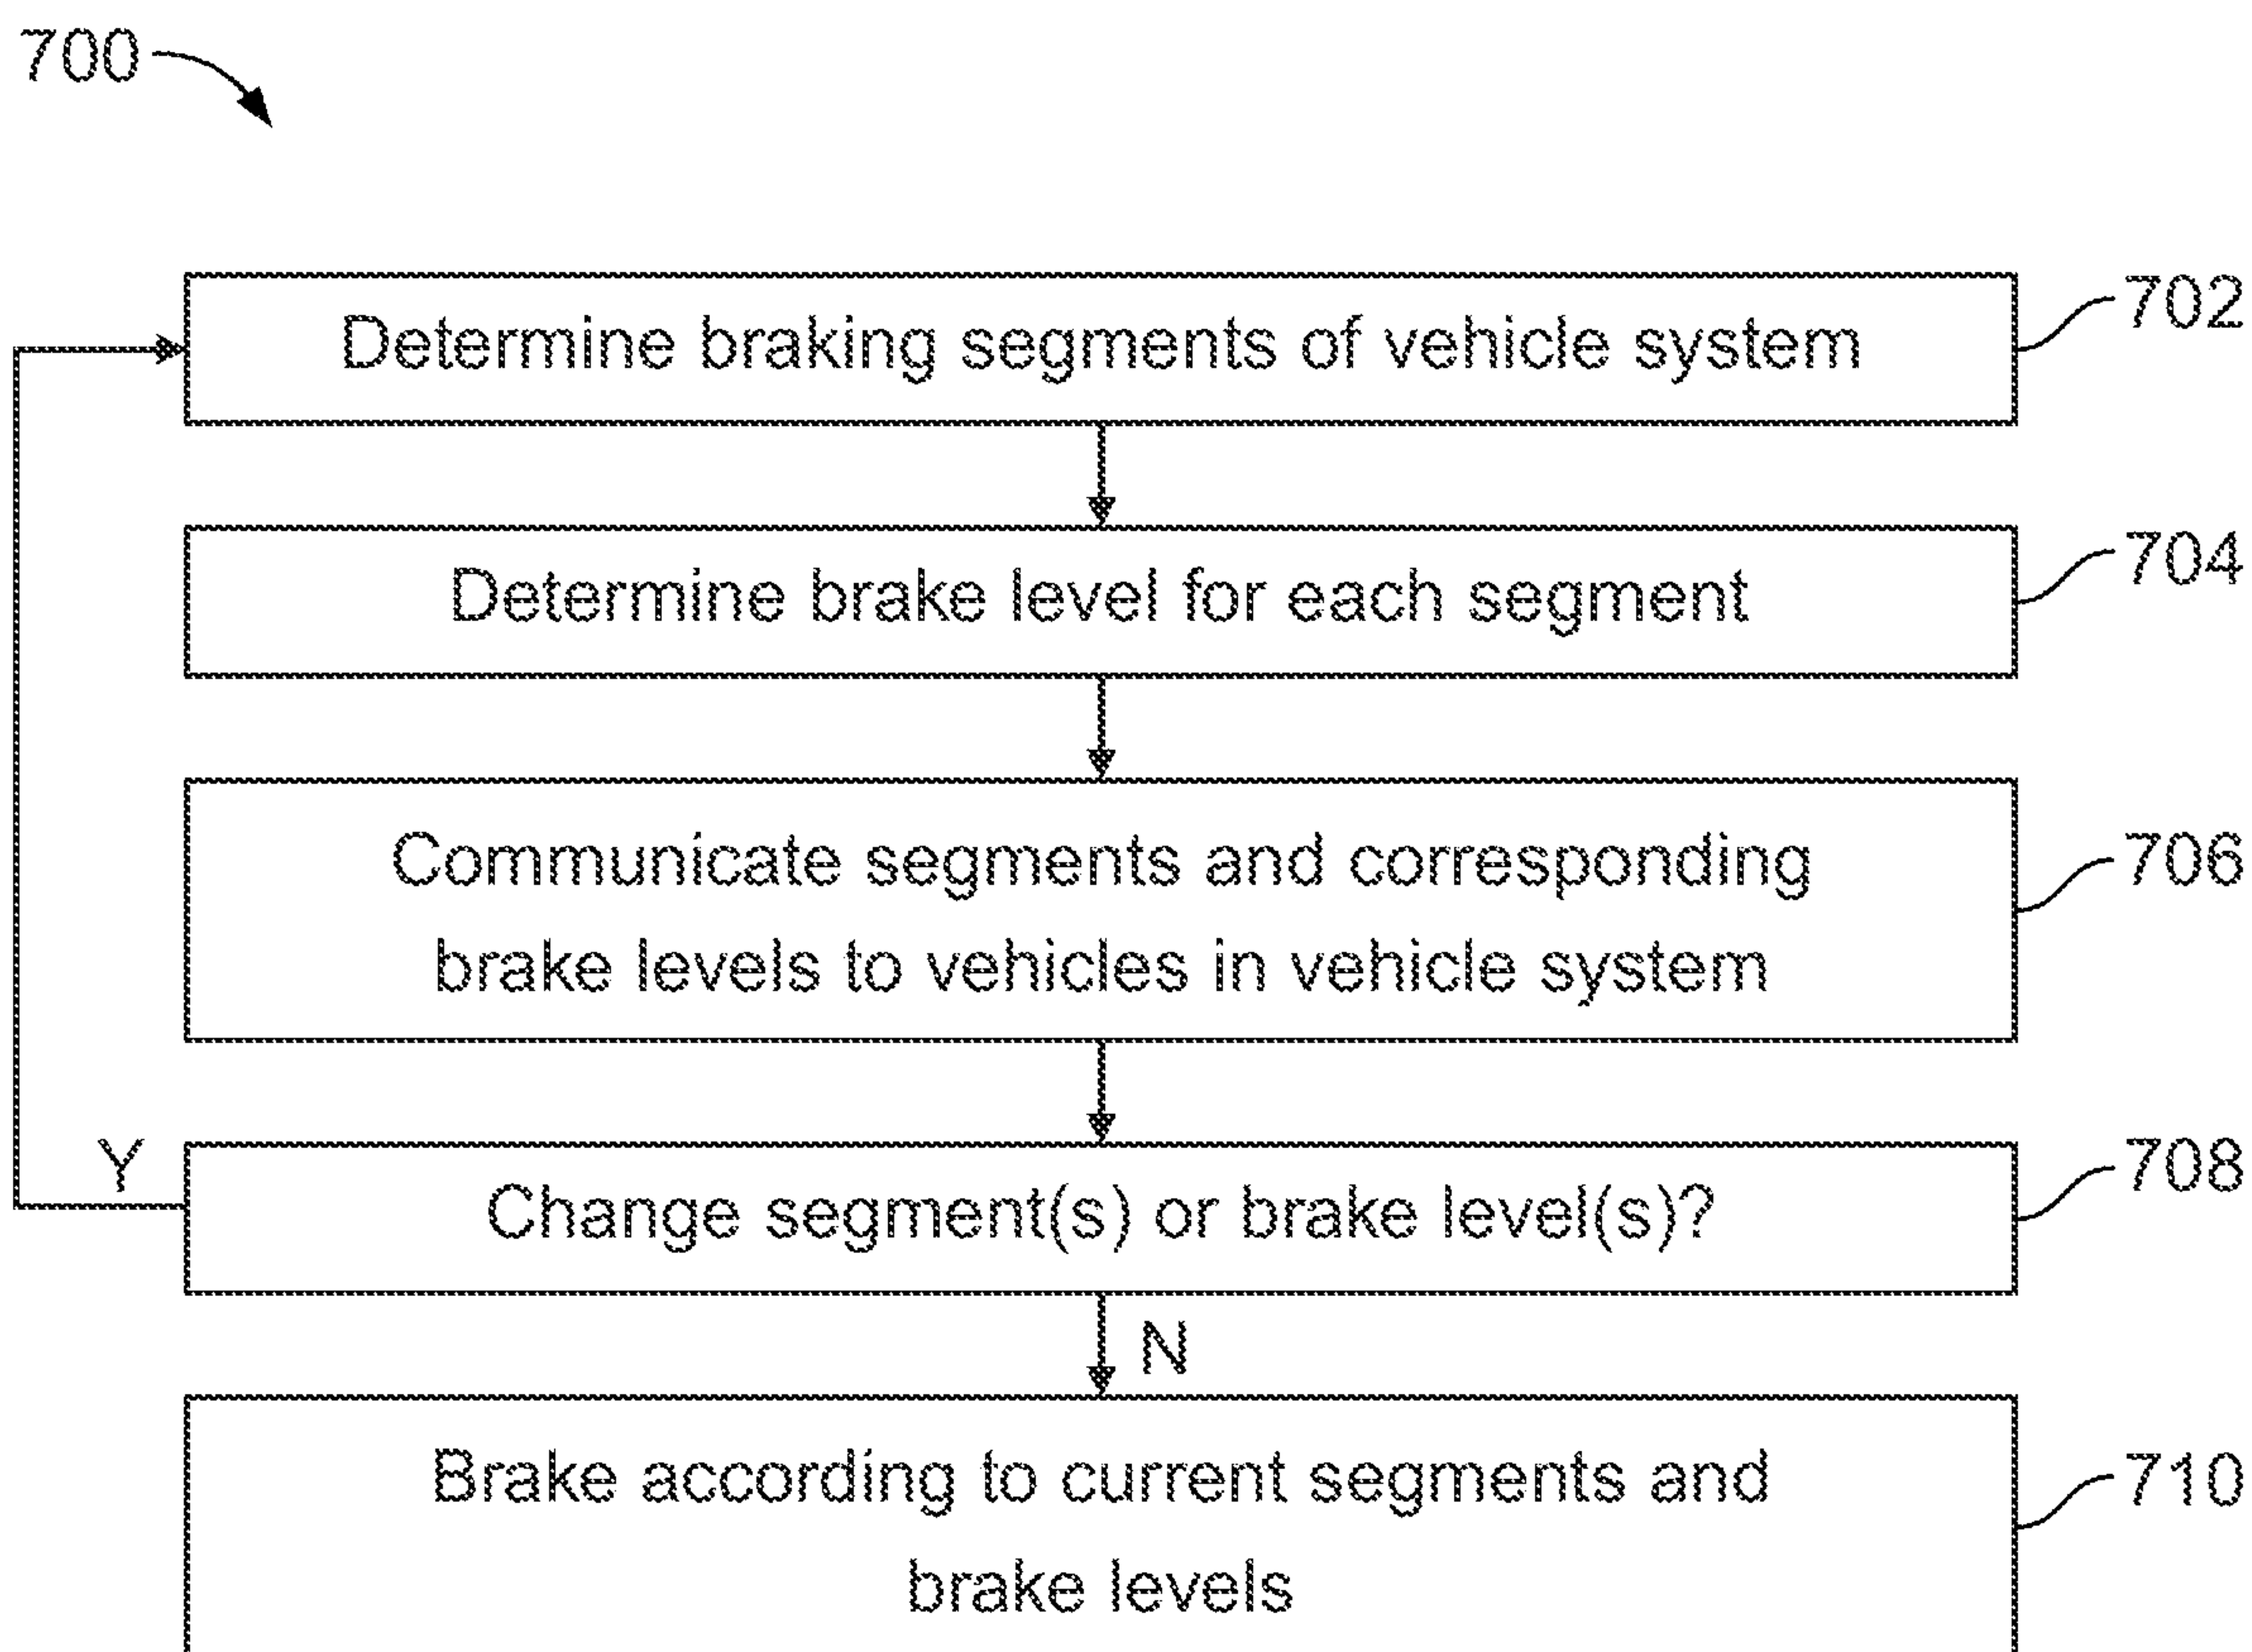 700
Determine braking segments of vehicle system
702
Determine brake level for each segment
704
Communicate segments and corresponding
brake levels to vehicles in vehicle system
706
Y
Change segment(s) or brake level(s)?
708
N
Brake according to current segments and
brake levels
710